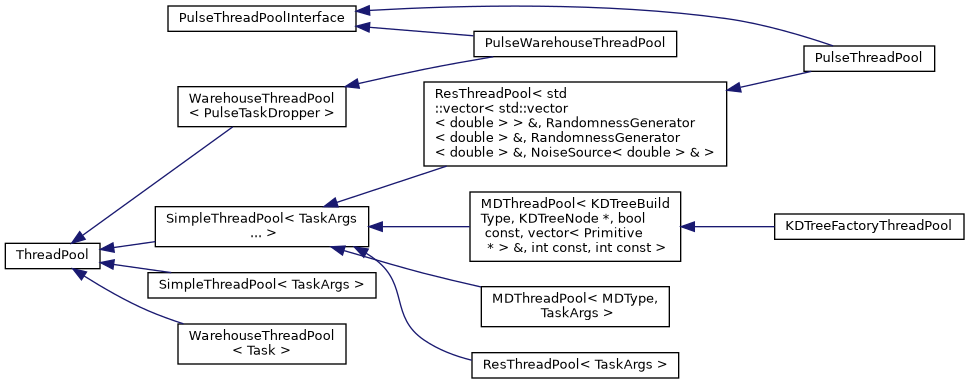 PulseThreadPoolInterface
PulseWarehouseThreadPool
PulseThreadPool
WarehouseThreadPool
< PulseTaskDropper >
ResThreadPool< std
::vector< std::vector
< double > > &, RandomnessGenerator
< double > &, RandomnessGenerator
< double > &, NoiseSource< double > & >
SimpleThreadPool< TaskArgs
... >
MDThreadPool< KDTreeBuild
Type, KDTreeNode *, bool
const, vector< Primitive
* > &, int const, int const >
KDTreeFactoryThreadPool
ThreadPool
SimpleThreadPool< TaskArgs >
MDThreadPool< MDType,
TaskArgs >
WarehouseThreadPool
< Task >
ResThreadPool< TaskArgs >